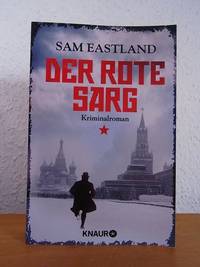 SAM EASTLAND
DER ROTE
SARG
Kriminalroman
KNAUR